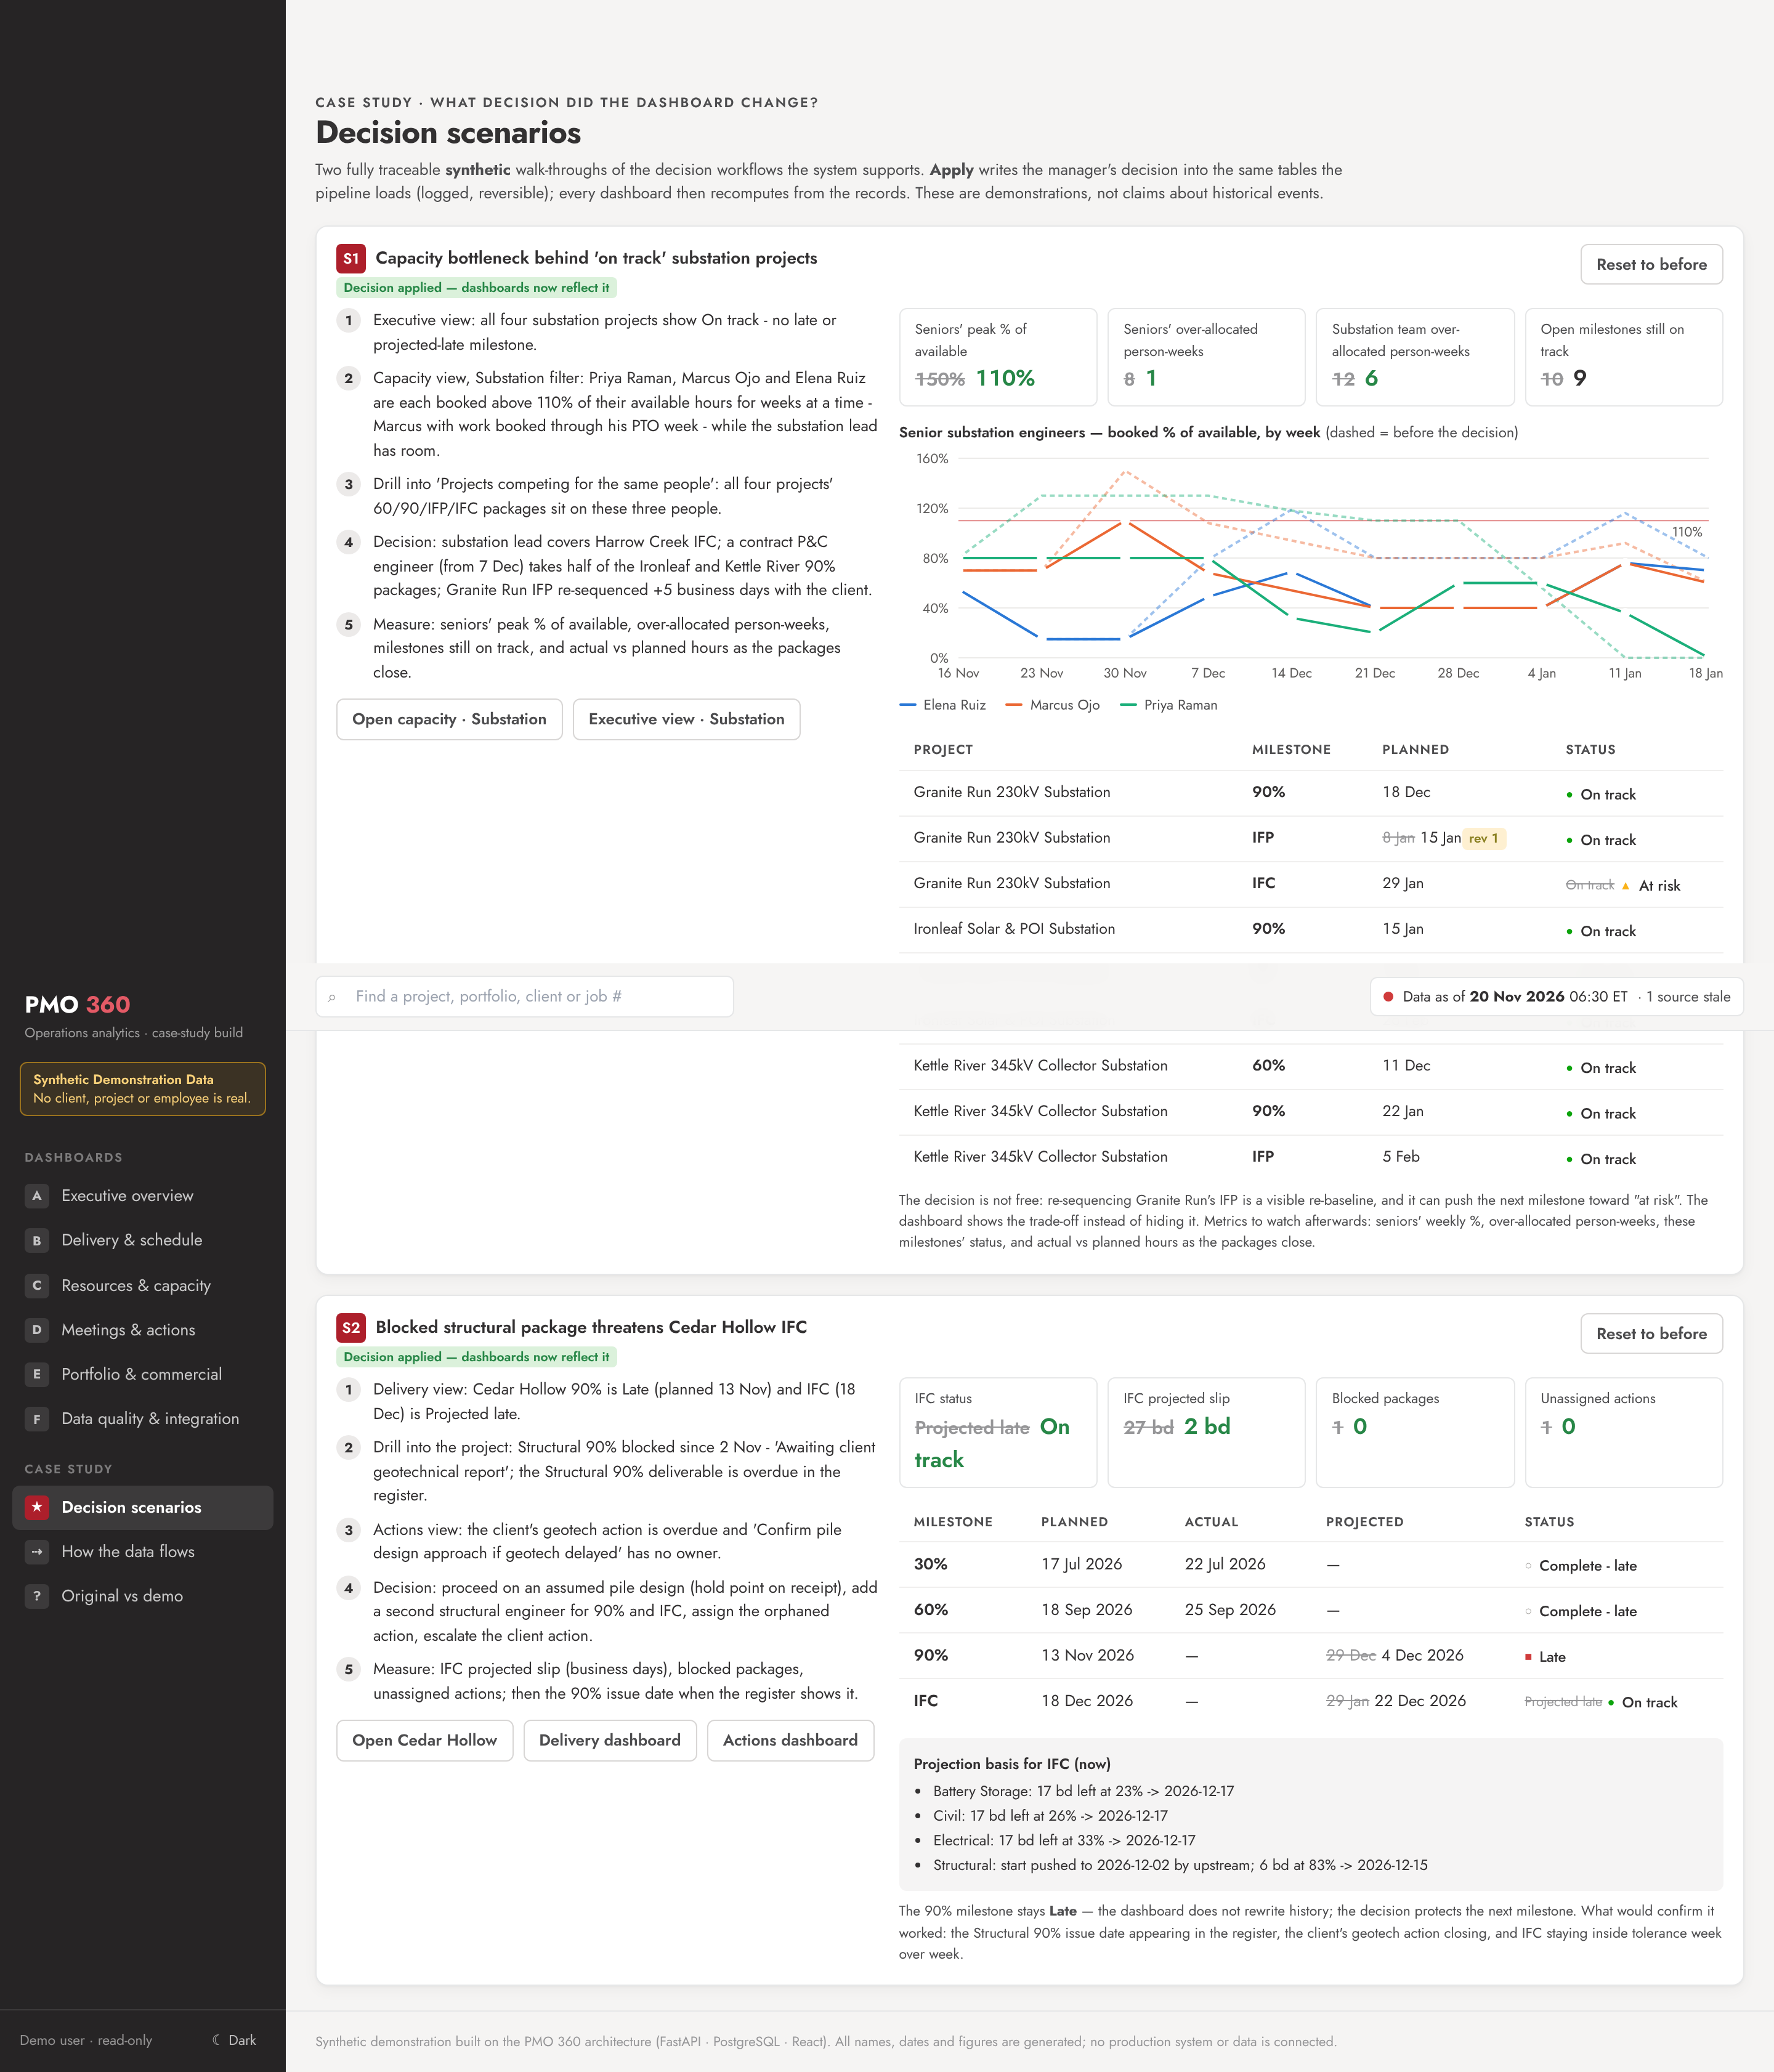 CASE STUDY · WHAT DECISION DID THE DASHBOARD CHANGE?
Decision scenarios
Two fully traceable synthetic walk-throughs of the decision workflows the system supports. Apply writes the manager's decision into the same tables the
pipeline loads (logged, reversible); every dashboard then recomputes from the records. These are demonstrations, not claims about historical events.
S1 Capacity bottleneck behind 'on track' substation projects
Reset to before
Decision applied — dashboards now reflect it
1 Executive view: all four substation projects show On track - no late or
projected-late milestone.
2 Capacity view, Substation filter: Priya Raman, Marcus Ojo and Elena Ruiz
are each booked above 110% of their available hours for weeks at a time -
Marcus with work booked through his PTO week - while the substation lead
has room.
3 Drill into 'Projects competing for the same people': all four projects'
60/90/IFP/IFC packages sit on these three people.
4 Decision: substation lead covers Harrow Creek IFC; a contract P&C
engineer (from 7 Dec) takes half of the Ironleaf and Kettle River 90%
packages; Granite Run IFP re-sequenced +5 business days with the client.
5 Measure: seniors' peak % of available, over-allocated person-weeks,
milestones still on track, and actual vs planned hours as the packages
close.
Open capacity · Substation
Executive view · Substation
Seniors' peak % of
available
150% 110%
Seniors' over-allocated
person-weeks
8 1
Substation team over-
allocated person-weeks
12 6
Open milestones still on
track
10 9
Senior substation engineers — booked % of available, by week (dashed = before the decision)
160%
120%
110%
80%
40%
0%
16 Nov 23 Nov 30 Nov 7 Dec 14 Dec 21 Dec 28 Dec 4 Jan 11 Jan 18 Jan
Elena Ruiz Marcus Ojo Priya Raman
PROJECT MILESTONE PLANNED STATUS
Granite Run 230kV Substation 90% 18 Dec On track
Granite Run 230kV Substation IFP 8 Jan 15 Jan rev 1 On track
Granite Run 230kV Substation IFC 29 Jan On track At risk
Ironleaf Solar & POI Substation 90% 15 Jan On track
Find a project, portfolio, client or job #
Data as of 20 Nov 2026 06:30 ET · 1 source stale
Kettle River 345kV Collector Substation 60% 11 Dec On track
Kettle River 345kV Collector Substation 90% 22 Jan On track
Kettle River 345kV Collector Substation IFP 5 Feb On track
The decision is not free: re-sequencing Granite Run's IFP is a visible re-baseline, and it can push the next milestone toward "at risk". The
dashboard shows the trade-off instead of hiding it. Metrics to watch afterwards: seniors' weekly %, over-allocated person-weeks, these
milestones' status, and actual vs planned hours as the packages close.
PMO 360
Operations analytics · case-study build
Synthetic Demonstration Data
No client, project or employee is real.
DASHBOARDS
A Executive overview
B Delivery & schedule
C Resources & capacity
D Meetings & actions
E Portfolio & commercial
F Data quality & integration
CASE STUDY
★ Decision scenarios
⇢ How the data flows
? Original vs demo
Demo user · read-only
☾ Dark
S2 Blocked structural package threatens Cedar Hollow IFC
Reset to before
Decision applied — dashboards now reflect it
1 Delivery view: Cedar Hollow 90% is Late (planned 13 Nov) and IFC (18
Dec) is Projected late.
2 Drill into the project: Structural 90% blocked since 2 Nov - 'Awaiting client
geotechnical report'; the Structural 90% deliverable is overdue in the
register.
3 Actions view: the client's geotech action is overdue and 'Confirm pile
design approach if geotech delayed' has no owner.
4 Decision: proceed on an assumed pile design (hold point on receipt), add
a second structural engineer for 90% and IFC, assign the orphaned
action, escalate the client action.
5 Measure: IFC projected slip (business days), blocked packages,
unassigned actions; then the 90% issue date when the register shows it.
Open Cedar Hollow
Delivery dashboard
Actions dashboard
IFC status
Projected late On
track
IFC projected slip
27 bd 2 bd
Blocked packages
1 0
Unassigned actions
1 0
MILESTONE PLANNED ACTUAL PROJECTED STATUS
30% 17 Jul 2026 22 Jul 2026 — Complete - late
60% 18 Sep 2026 25 Sep 2026 — Complete - late
90% 13 Nov 2026 — 29 Dec 4 Dec 2026 Late
IFC 18 Dec 2026 — 29 Jan 22 Dec 2026 Projected late On track
Projection basis for IFC (now)
• Battery Storage: 17 bd left at 23% -> 2026-12-17
• Civil: 17 bd left at 26% -> 2026-12-17
• Electrical: 17 bd left at 33% -> 2026-12-17
• Structural: start pushed to 2026-12-02 by upstream; 6 bd at 83% -> 2026-12-15
The 90% milestone stays Late — the dashboard does not rewrite history; the decision protects the next milestone. What would confirm it
worked: the Structural 90% issue date appearing in the register, the client's geotech action closing, and IFC staying inside tolerance week
over week.
Synthetic demonstration built on the PMO 360 architecture (FastAPI · PostgreSQL · React). All names, dates and figures are generated; no production system or data is connected.